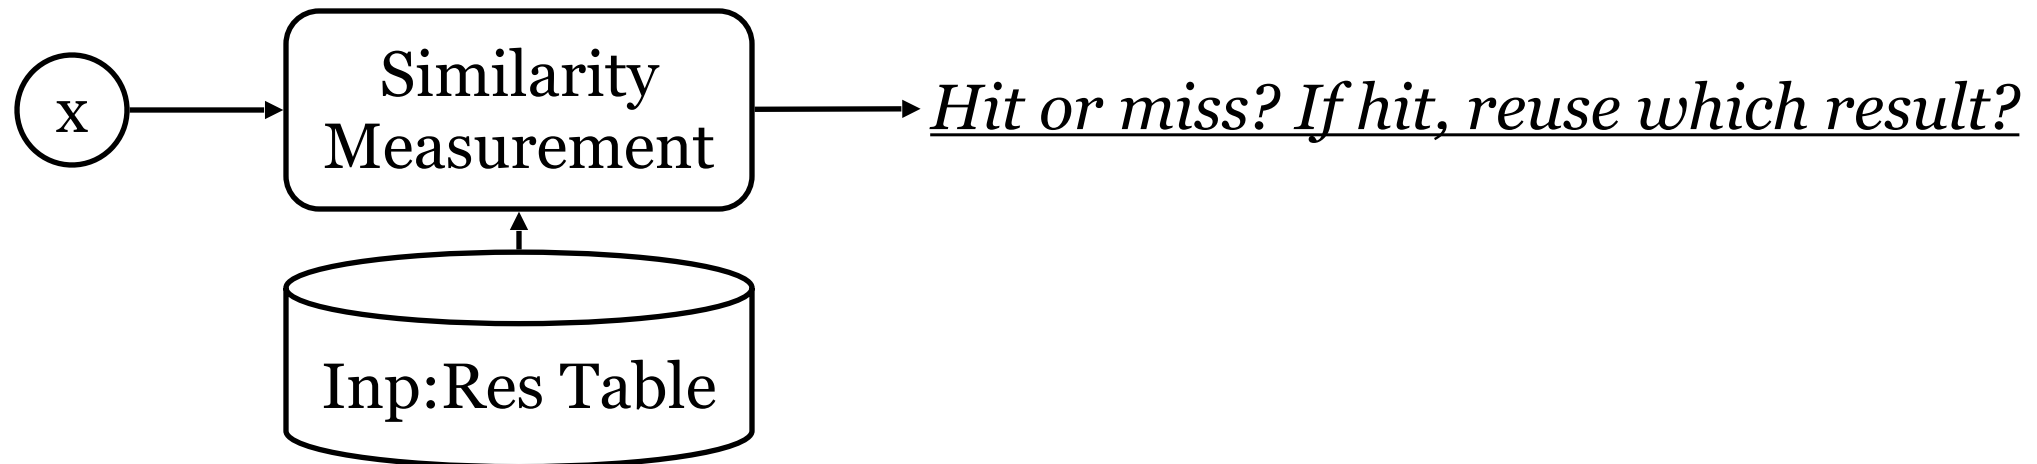 x
Similarity
Measurement
Hit or miss? If hit, reuse which result?
Inp:Res Table